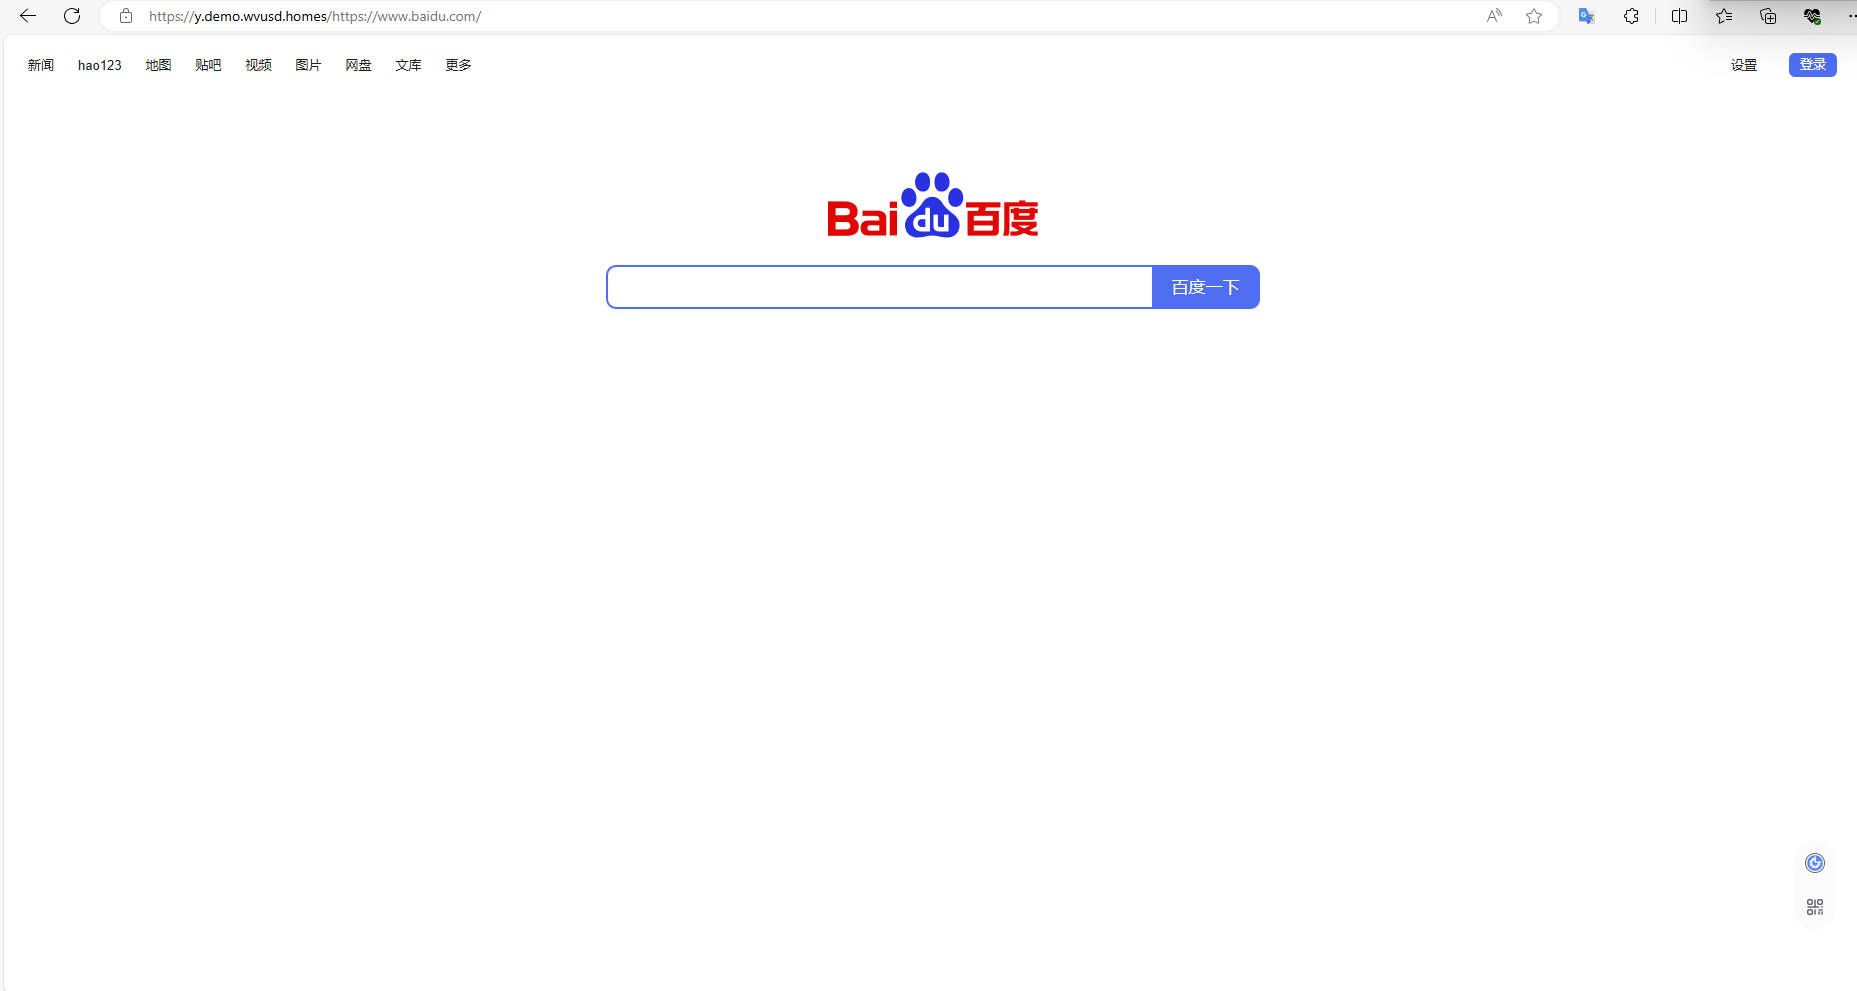 https://y.demo.wvusd.homes/https://www.baidu.com/
新闻 hao123 地图 贴吧 视频 图片 网盘 文库 更多 设置 登录
Bai du 百度
百度一下